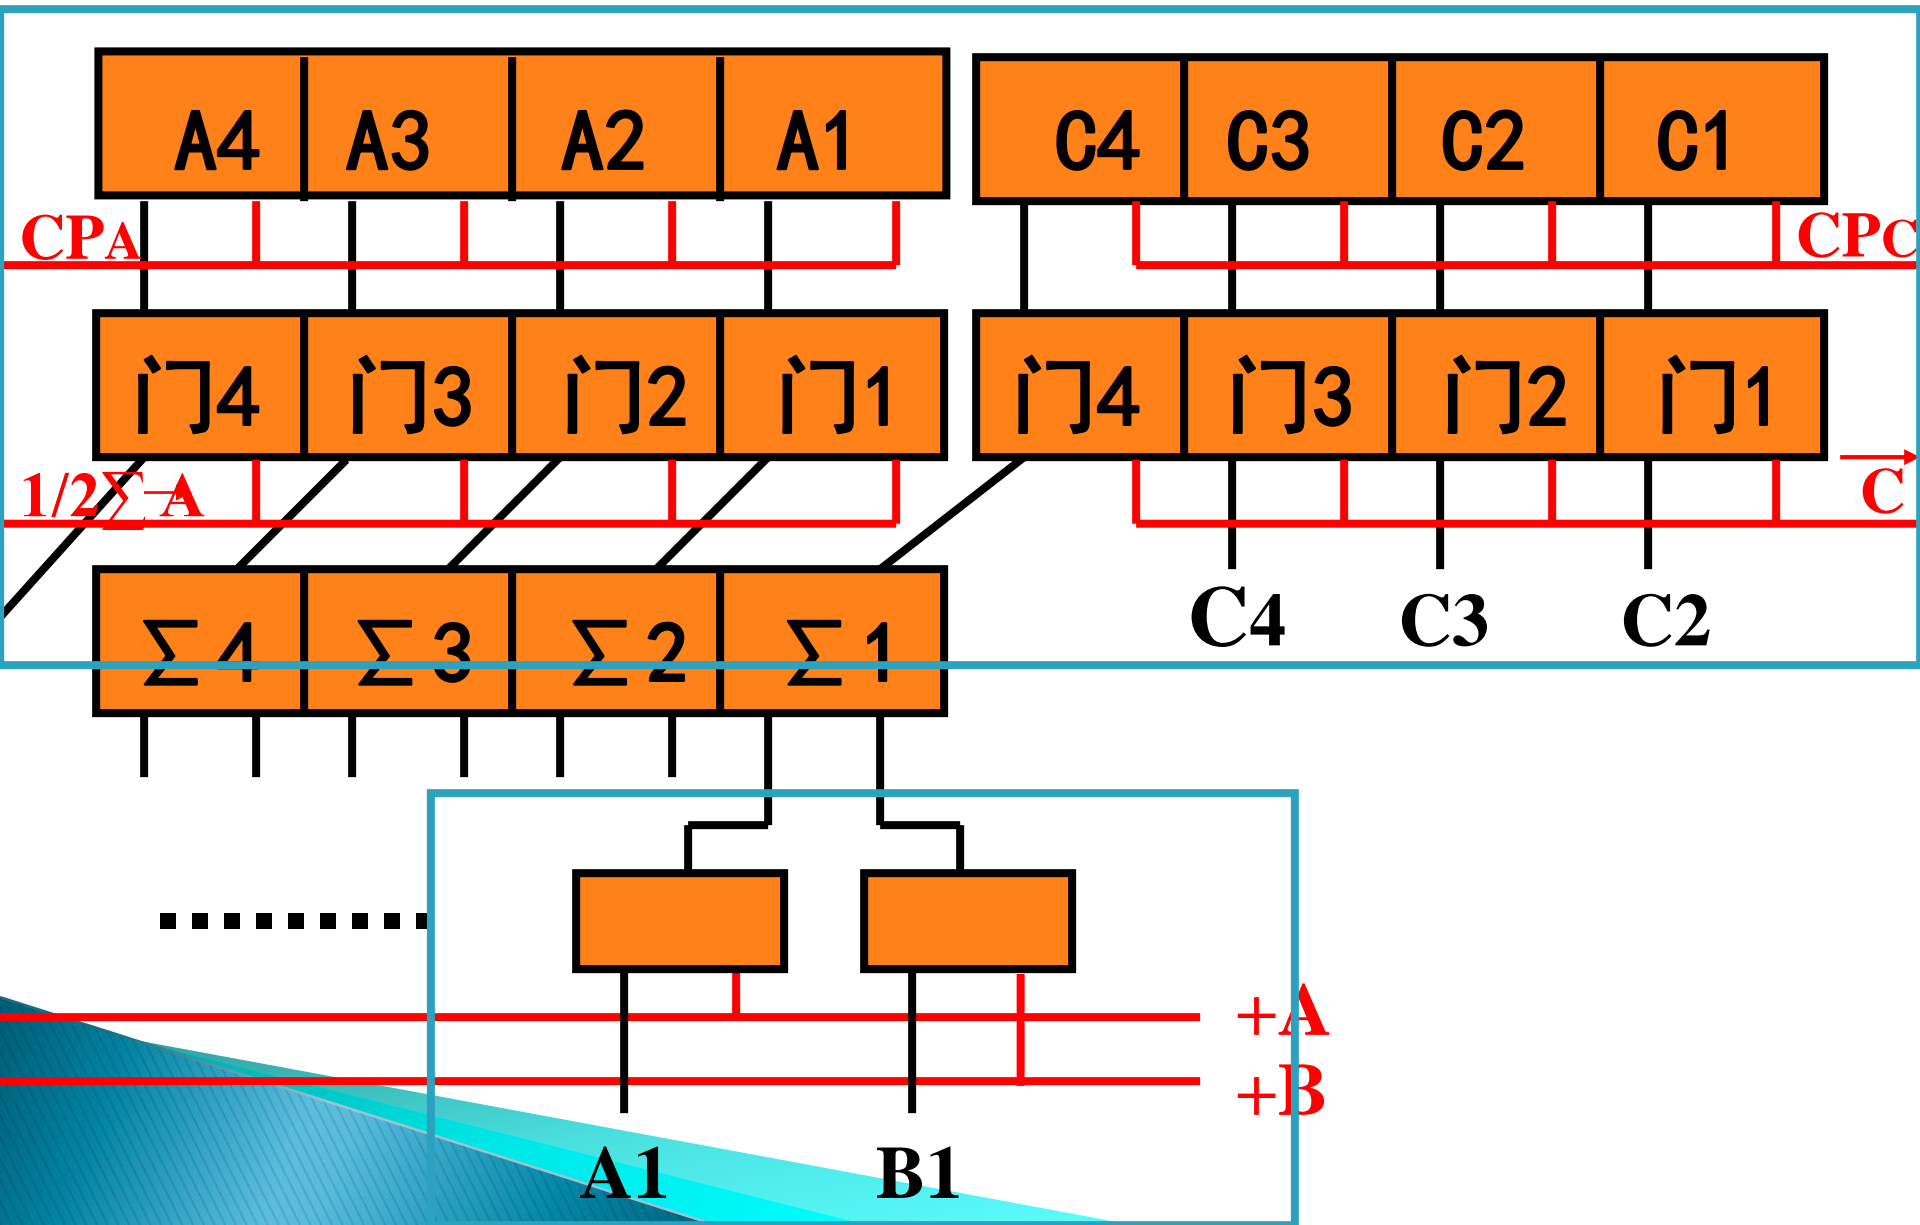 A4 A3 A2 A1 C4 C3 C2 C1
CPA CPC
门4 门3 门2 门1 门4 门3 门2 门1
1/2∑→A C
C4 C3 C2
∑4 ∑3 ∑2 ∑1
+A
+B
A1 B1